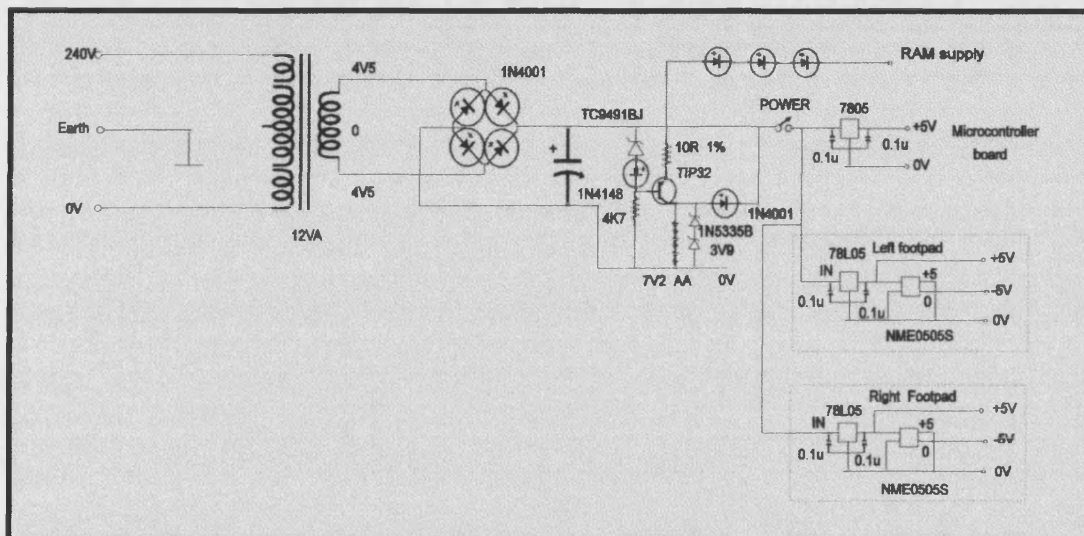 240V
Earth
0V
12VA
4V5
0
4V5
1N4001
+
TC9491BJ
1N4148
4K7
10R 1%
TIP32
1N4001
1N5335B
3V9
7V2 AA
0V
RAM supply
POWER
7805
+5V
0.1u
0.1u
0V
Microcontroller
board
Left footpad
78L05
IN
+5V
+5
-5V
0
0.1u
0.1u
0V
NME0505S
Right Footpad
78L05
IN
+5V
+5
-5V
0
0.1u
0.1u
0V
NME0505S